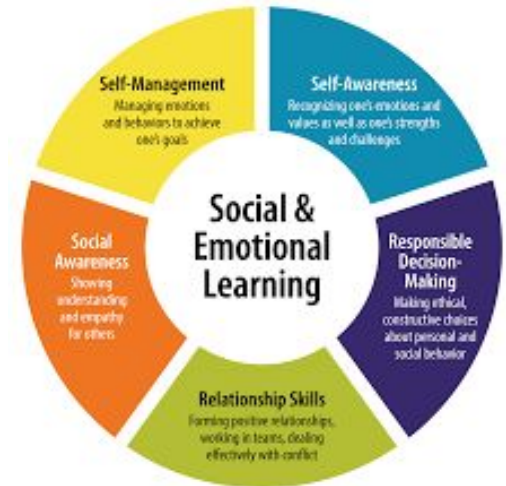 Self-Management
Managing emotions
and behaviors to achieve
one's goals
Self-Awareness
Recognizing one's emotions and
values as well as one's strengths
and challenges
Social &
Emotional
Learning
Social
Awareness
Showing
understanding
and empathy
for others
Responsible
Decision-
Making
Making ethical,
constructive choices
about personal and
social behavior
Relationship Skills
Forming positive relationships,
working in teams, dealing
effectively with conflict